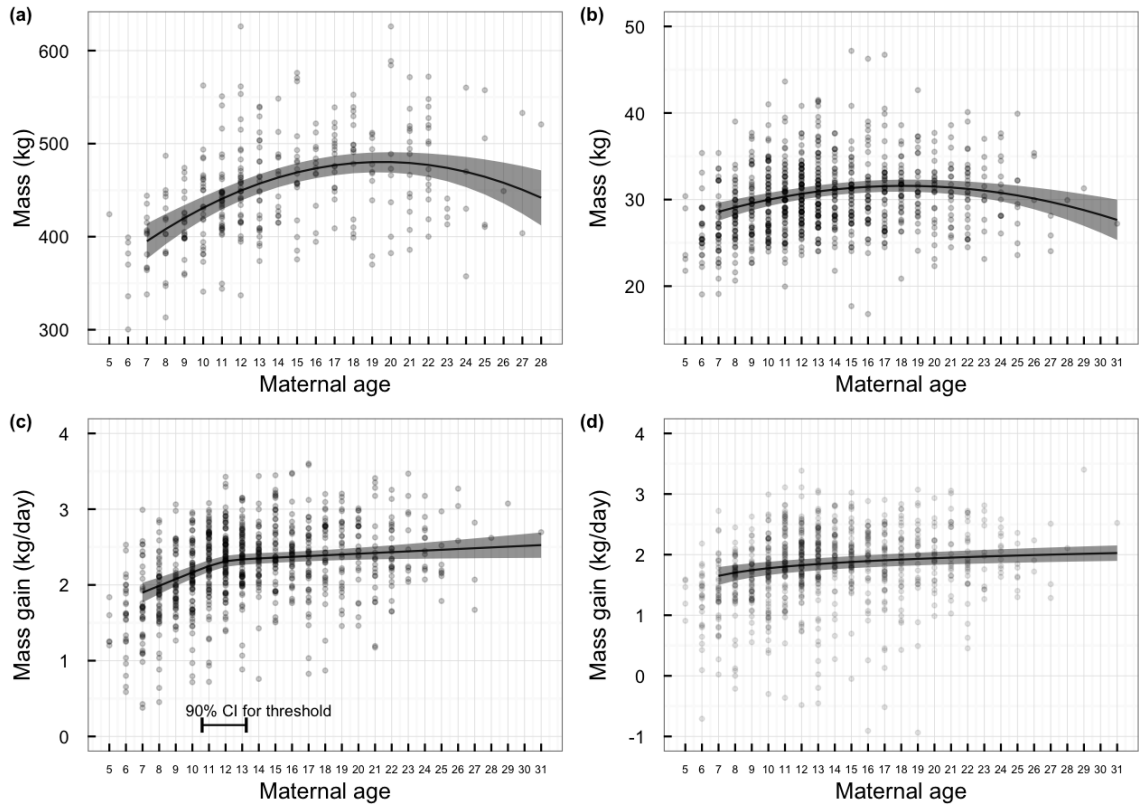 (a)
Mass (kg)
600
500
400
300
5 6 7 8 9 10 11 12 13 14 15 16 17 18 19 20 21 22 23 24 25 26 27 28
Maternal age
(b)
Mass (kg)
50
40
30
20
5 6 7 8 9 10 11 12 13 14 15 16 17 18 19 20 21 22 23 24 25 26 27 28 29 30 31
Maternal age
(c)
Mass gain (kg/day)
4
3
2
1
0
90% CI for threshold
5 6 7 8 9 10 11 12 13 14 15 16 17 18 19 20 21 22 23 24 25 26 27 28 29 30 31
Maternal age
(d)
Mass gain (kg/day)
4
3
2
1
0
-1
5 6 7 8 9 10 11 12 13 14 15 16 17 18 19 20 21 22 23 24 25 26 27 28 29 30 31
Maternal age